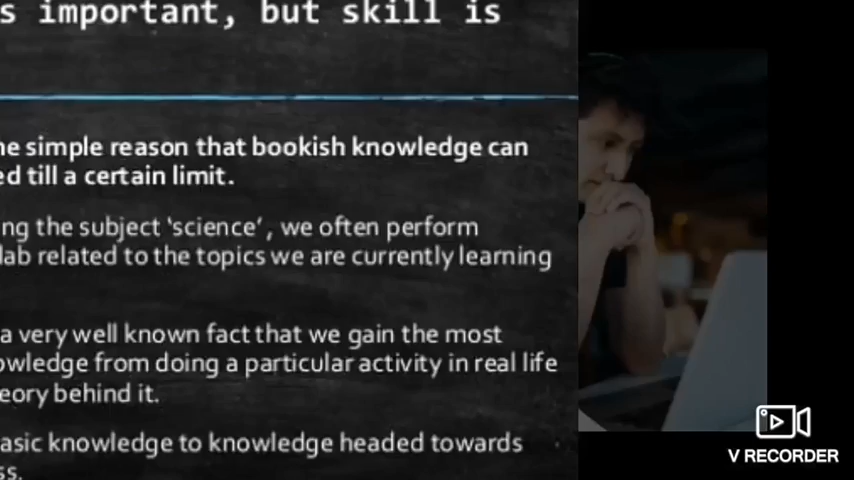 s important, but skill is
he simple reason that bookish knowledge can
ed till a certain limit.
ing the subject ‘science’, we often perform
lab related to the topics we are currently learning
a very well known fact that we gain the most
owledge from doing a particular activity in real life
eory behind it.
asic knowledge to knowledge headed towards
ss.
V RECORDER